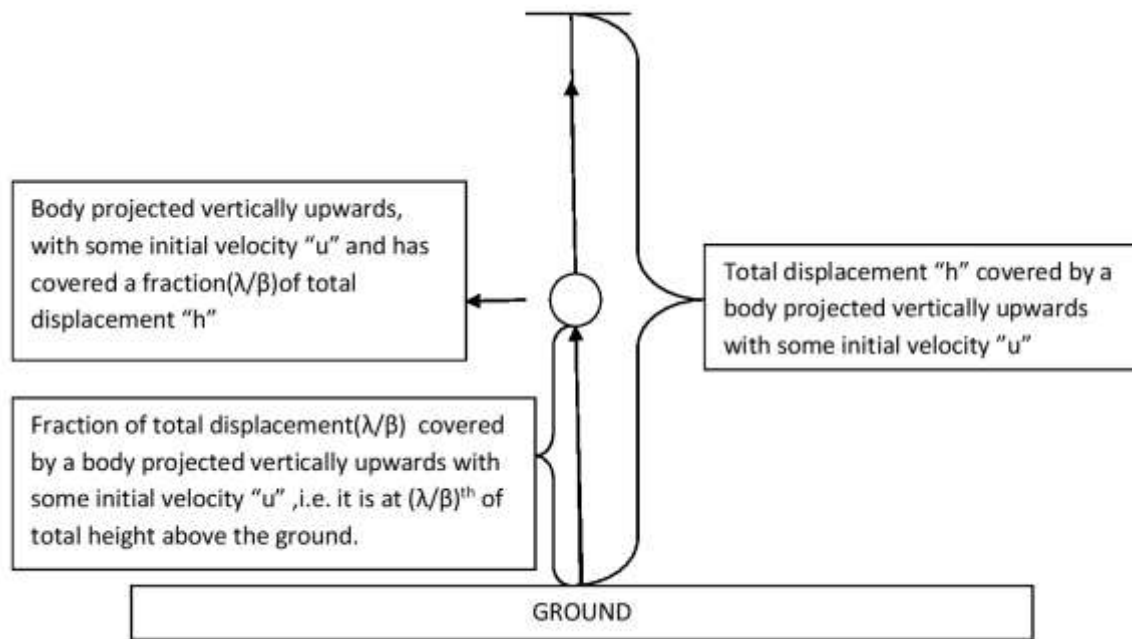 Body projected vertically upwards,
with some initial velocity “u” and has
covered a fraction(λ/β)of total
displacement “h”
Total displacement “h” covered by a
body projected vertically upwards
with some initial velocity ”u”
Fraction of total displacement(λ/β) covered
by a body projected vertically upwards with
some initial velocity “u” ,i.e. it is at (λ/β)th of
total height above the ground.
GROUND